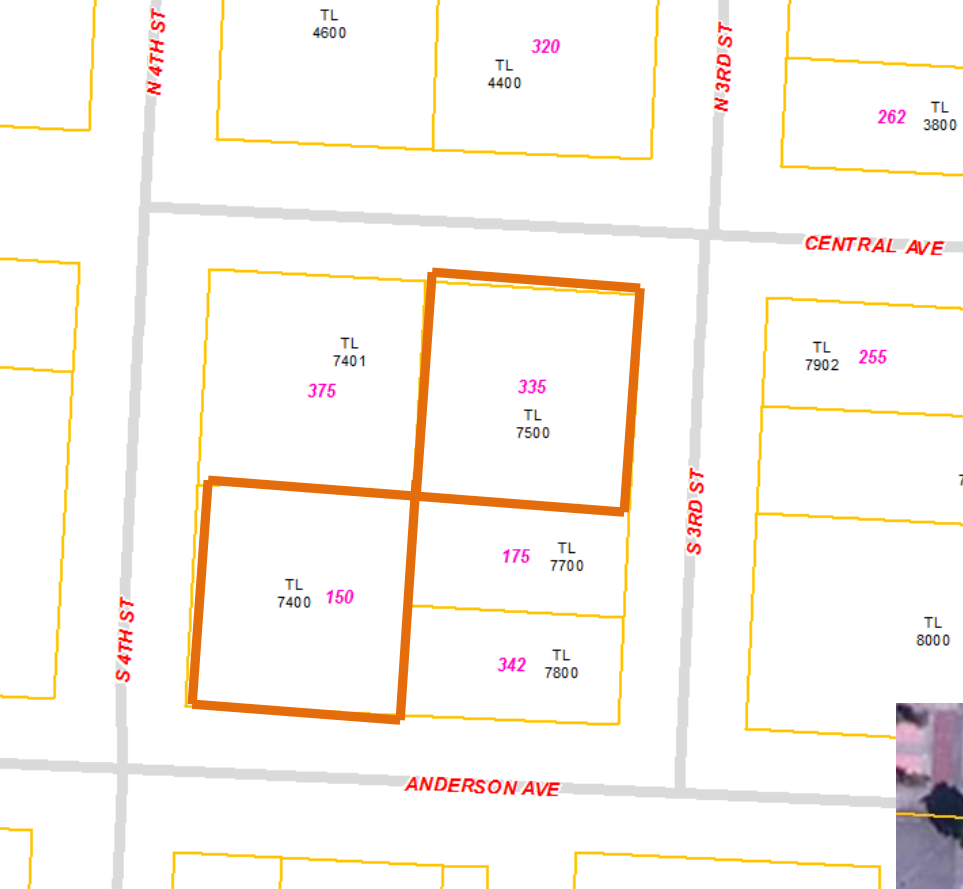 N 4TH ST
TL
4600
320
TL
4400
N 3RD ST
262
TL
3800
CENTRAL AVE
TL
7401
375
335
TL
7500
TL
7902
255
S 3RD ST
175
TL
7700
TL
7400
150
S 4TH ST
342
TL
7800
TL
8000
ANDERSON AVE